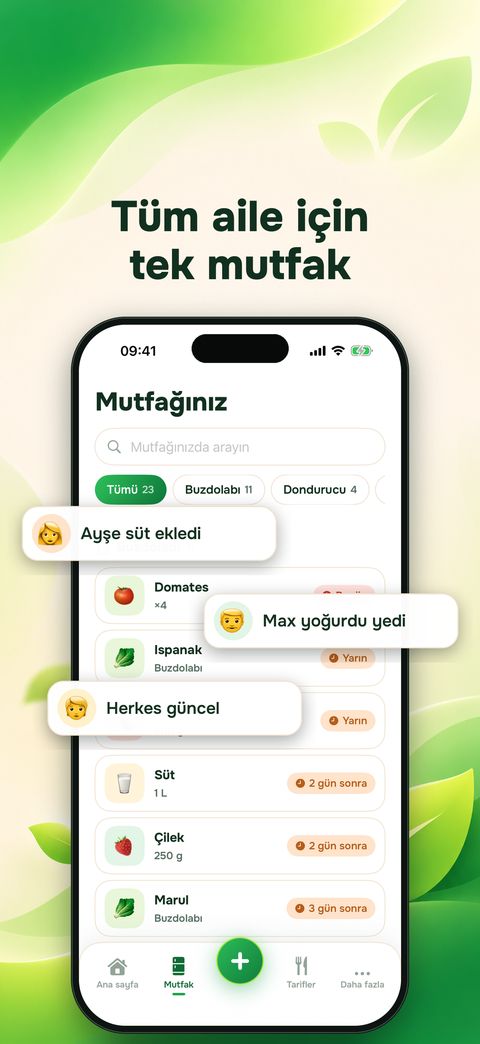 Tüm aile için
tek mutfak
09:41
Mutfağınız
Mutfağınızda arayın
Tümü 23
Buzdolabı 11
Dondurucu 4
Ayşe süt ekledi
Domates
×4
Max yoğurdu yedi
Ispanak
Buzdolabı
Yarın
Herkes güncel
Yarın
Süt
1 L
2 gün sonra
Çilek
250 g
2 gün sonra
Marul
Buzdolabı
3 gün sonra
Ana sayfa
Mutfak
Tarifler
Daha fazla